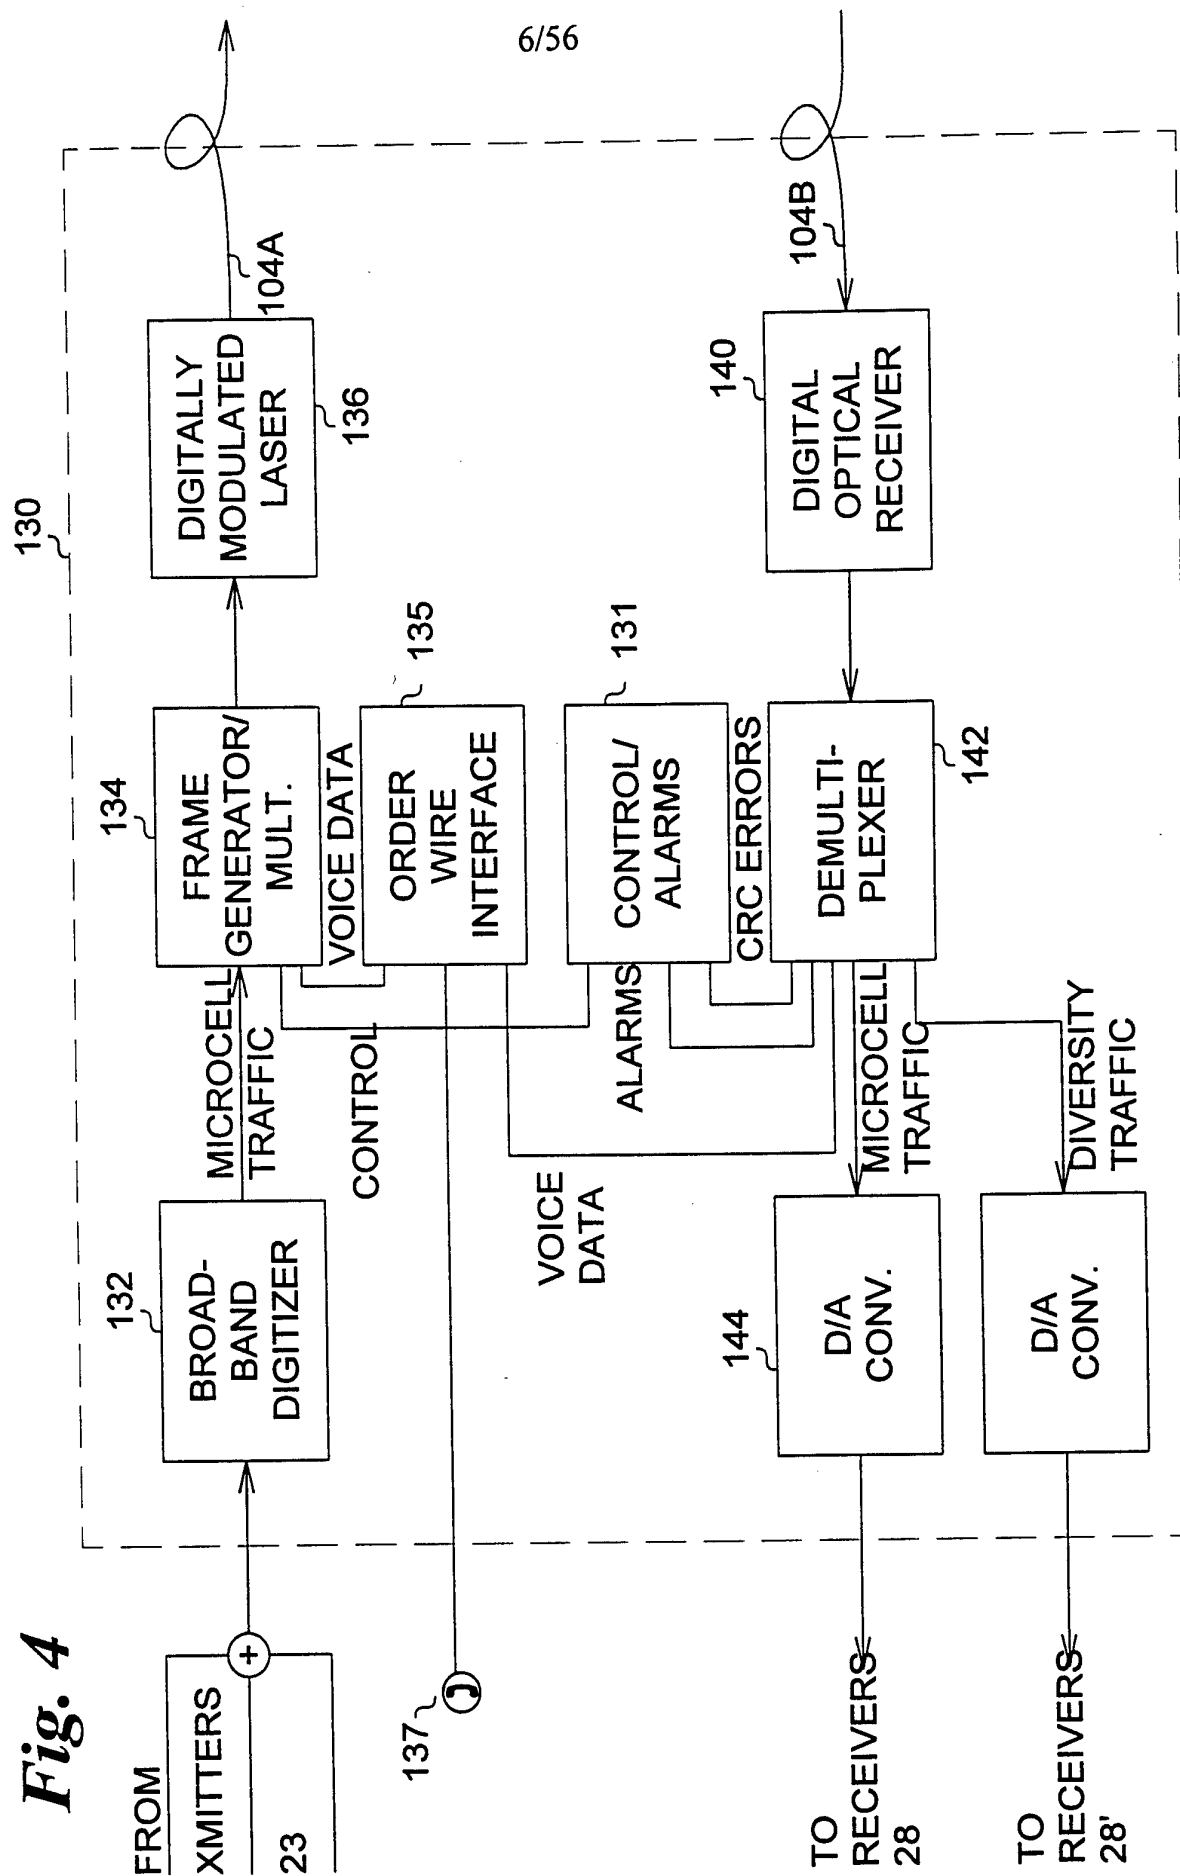 6/56
Fig. 4
130
FROM
XMITTERS
23
+
132
BROAD-
BAND
DIGITIZER
MICROCELL
TRAFFIC
134
FRAME
GENERATOR/
MULT.
DIGITALLY
MODULATED
LASER
136
104A
VOICE DATA
CONTROL
135
ORDER
WIRE
INTERFACE
137
131
CONTROL/
ALARMS
ALARMS
CRC ERRORS
VOICE
DATA
104B
140
DIGITAL
OPTICAL
RECEIVER
DEMULTI-
PLEXER
142
MICROCELL
TRAFFIC
DIVERSITY
TRAFFIC
144
D/A
CONV.
D/A
CONV.
TO
RECEIVERS
28
TO
RECEIVERS
28'